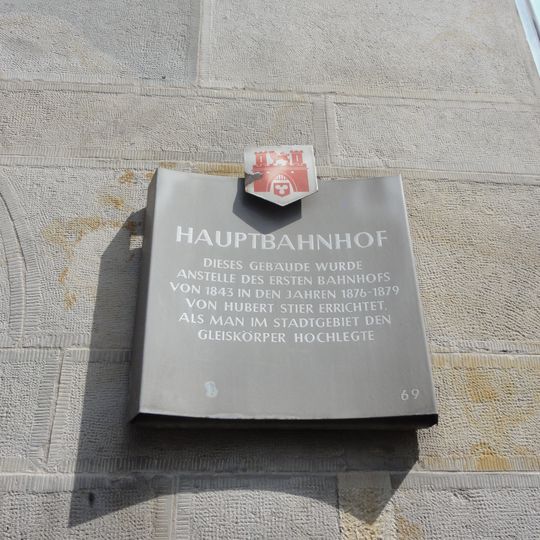 HAUPTBAHNHOF
DIESES GEBÄUDE WURDE
ANSTELLE DES ERSTEN BAHNHOFS
VON 1843 IN DEN JAHREN 1876-1879
VON HUBERT STIER ERRICHTET,
ALS MAN IM STADTGEBIET DEN
GLEISKÖRPER HOCHLEGTE
69